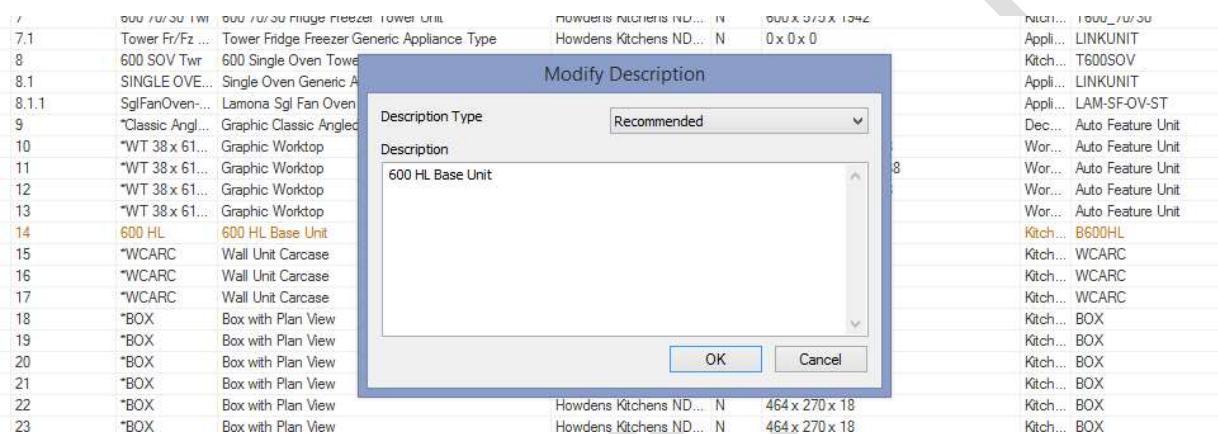 7 600 70/30 Twr 600 70/30 Fridge Freezer Tower Unit Howdens Kitchens ND... N 600 x 575 x 1942 Kitch... T600_70/30
7.1 Tower Fr/Fz ... Tower Fridge Freezer Generic Appliance Type Howdens Kitchens ND... N 0 x 0 x 0 Appli... LINKUNIT
8 600 SOV Twr 600 Single Oven Towe Kitch... T600SOV
Modify Description
8.1 SINGLE OVE... Single Oven Generic A Appli... LINKUNIT
8.1.1 SglFanOven-... Lamona Sgl Fan Oven Appli... LAM-SF-OV-ST
Description Type Recommended
9 *Classic Angl... Graphic Classic Angled Dec... Auto Feature Unit
10 *WT 38 x 61... Graphic Worktop Wor... Auto Feature Unit
Description
11 *WT 38 x 61... Graphic Worktop 8 Wor... Auto Feature Unit
600 HL Base Unit
12 *WT 38 x 61... Graphic Worktop Wor... Auto Feature Unit
13 *WT 38 x 61... Graphic Worktop Wor... Auto Feature Unit
14 600 HL 600 HL Base Unit Kitch... B600HL
15 *WCARC Wall Unit Carcase Kitch... WCARC
16 *WCARC Wall Unit Carcase Kitch... WCARC
17 *WCARC Wall Unit Carcase Kitch... WCARC
18 *BOX Box with Plan View Kitch... BOX
19 *BOX Box with Plan View Kitch... BOX
20 *BOX Box with Plan View Kitch... BOX
OK Cancel
21 *BOX Box with Plan View Kitch... BOX
22 *BOX Box with Plan View Howdens Kitchens ND... N 464 x 270 x 18 Kitch... BOX
23 *BOX Box with Plan View Howdens Kitchens ND... N 464 x 270 x 18 Kitch... BOX